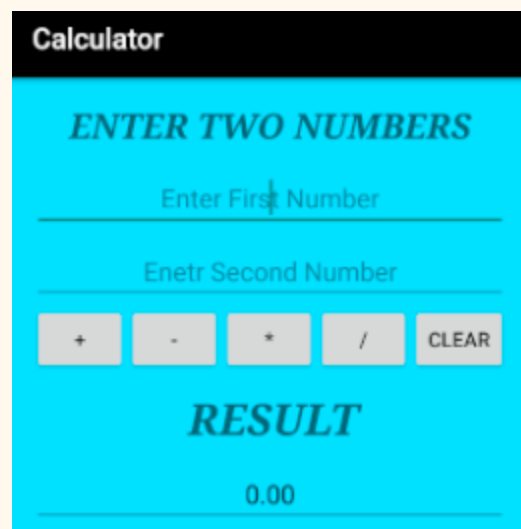 Calculator
ENTER TWO NUMBERS
Enter First Number
Enetr Second Number
+ - * / CLEAR
RESULT
0.00